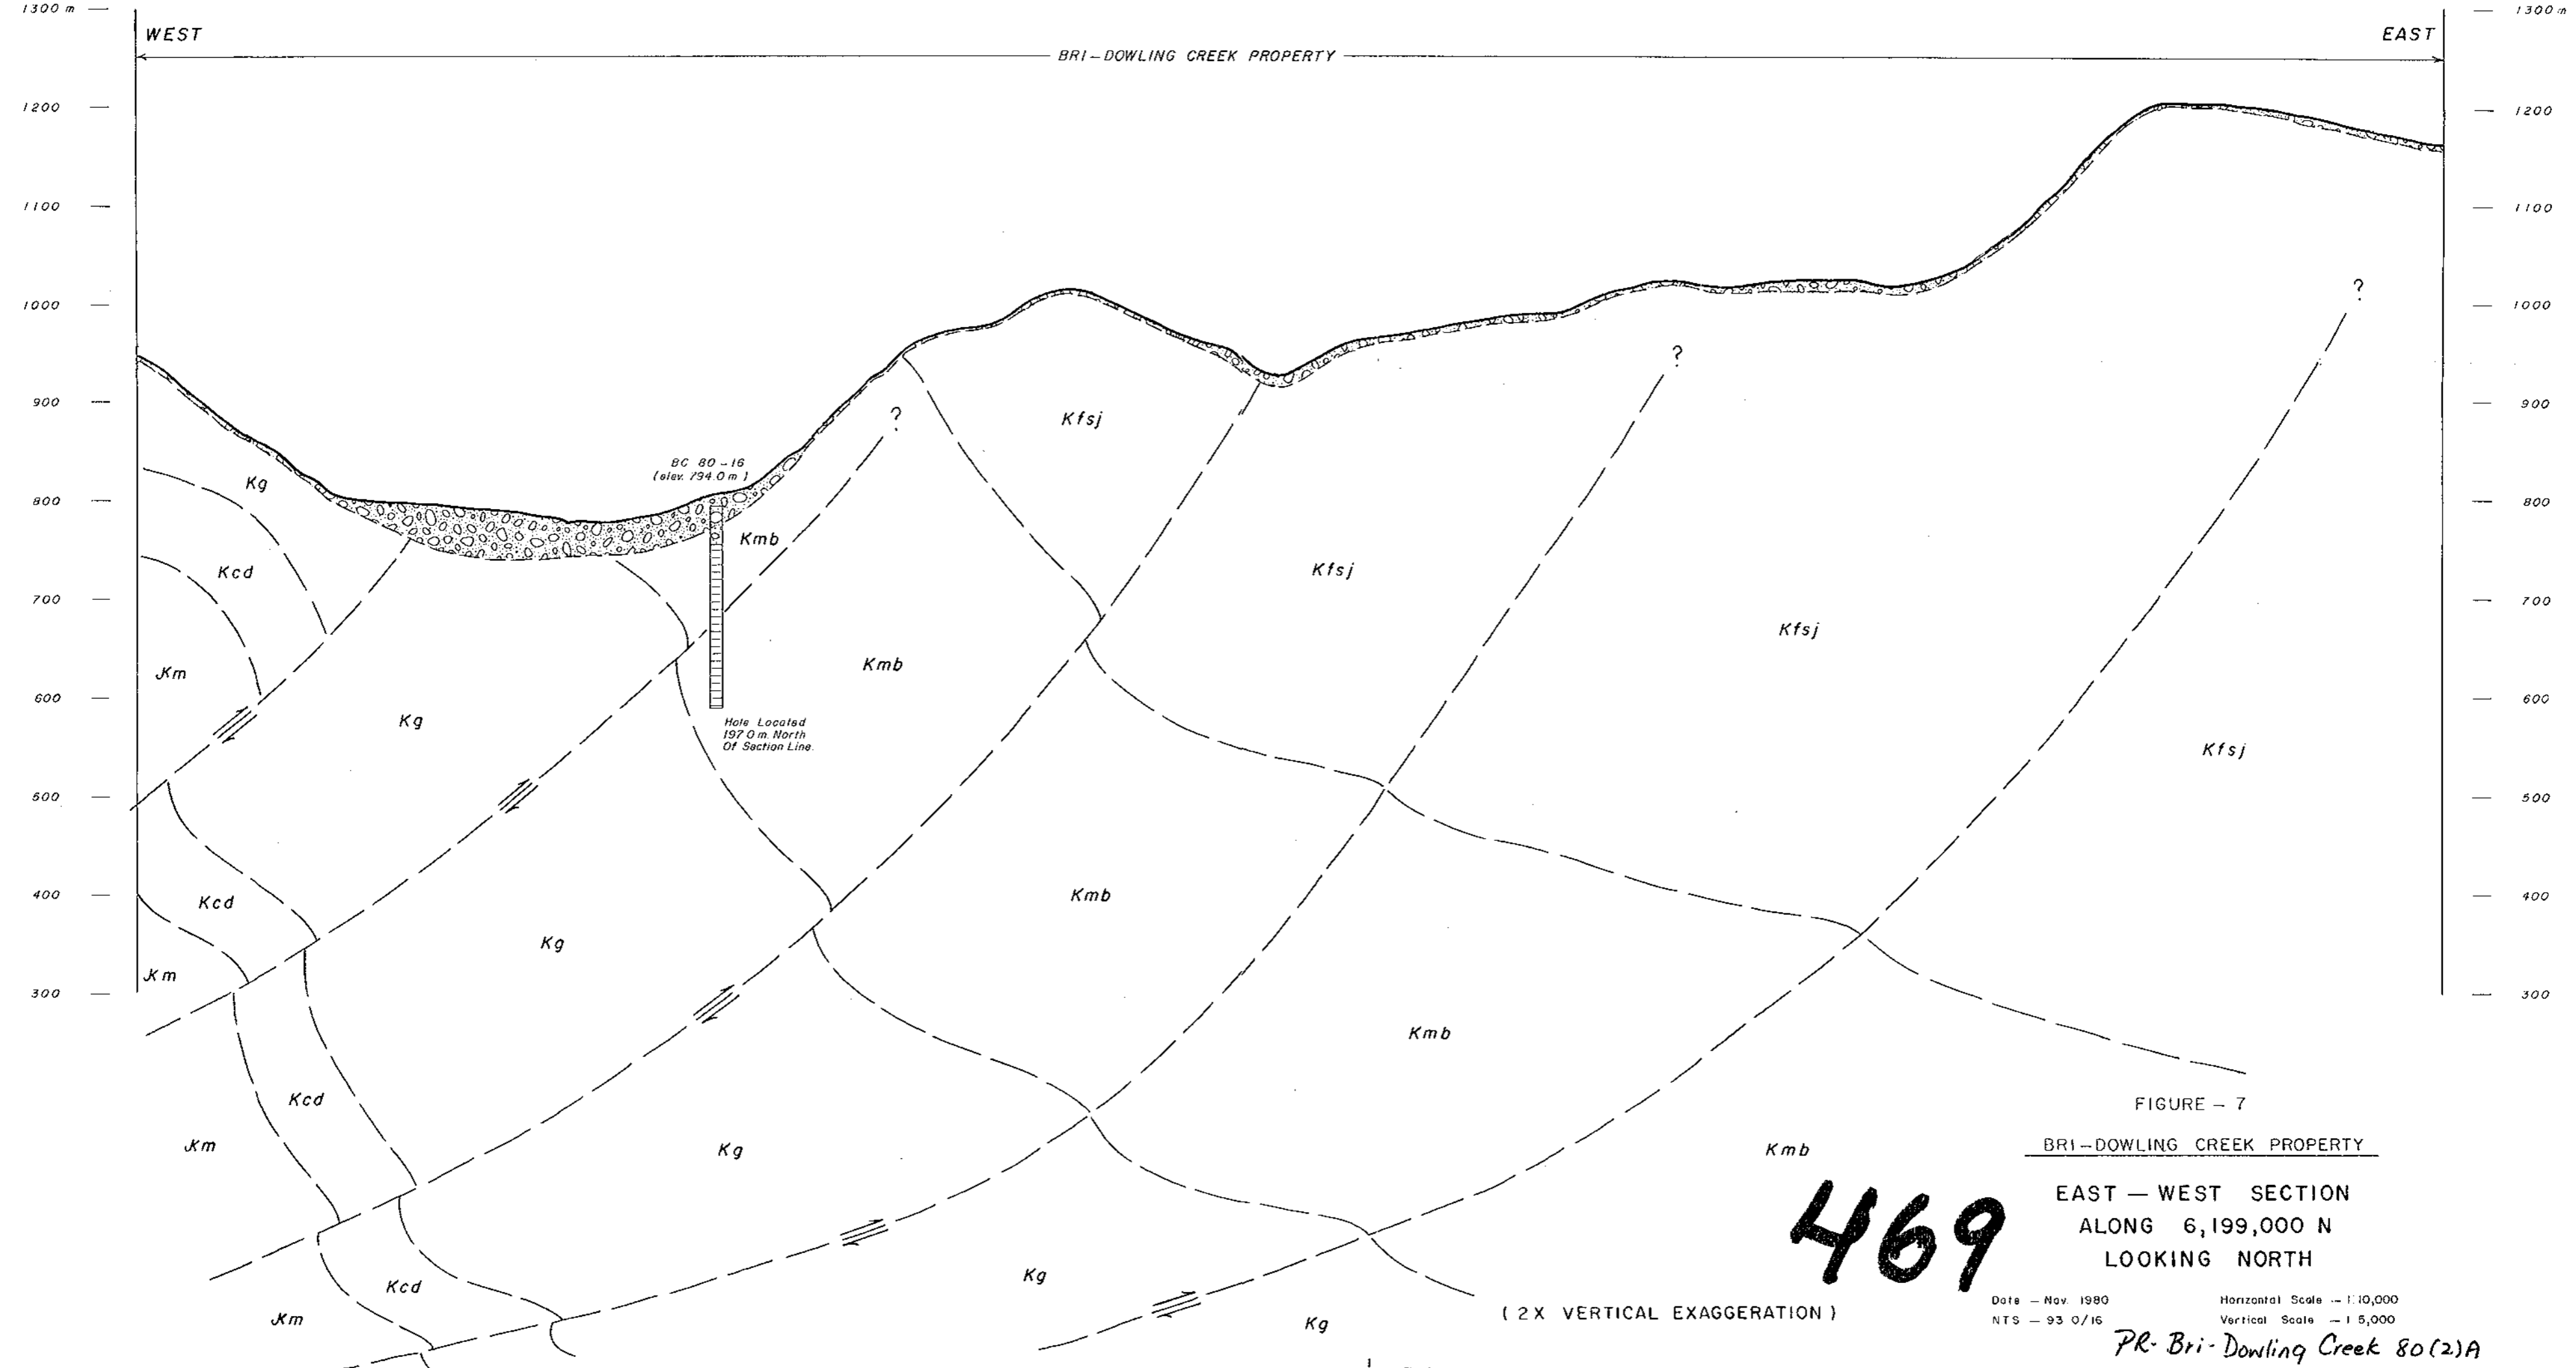 1300 m
1300 m
WEST
EAST
BRI-DOWLING CREEK PROPERTY
1200
1200
1100
1100
1000
1000
?
?
900
900
?
Kfsj
BC 80-16
(elev. 794.0 m)
Kg
800
800
Kmb
Kcd
Kfsj
700
700
Kfsj
Kmb
JKm
600
600
Kg
Hole Located
197.0 m. North
Of Section Line.
Kfsj
500
500
400
400
Kcd
Kmb
Kg
JKm
300
300
Kmb
Kcd
FIGURE - 7
JKm
Kg
Kmb
BRI-DOWLING CREEK PROPERTY
469
EAST — WEST SECTION
ALONG 6,199,000 N
LOOKING NORTH
Kcd
Kg
JKm
Kg
(2X VERTICAL EXAGGERATION)
Date - Nov. 1980
Horizontal Scale - 1:10,000
NTS - 93 O/16
Vertical Scale - 1:5,000
PR- Bri- Dowling Creek 80(2)A